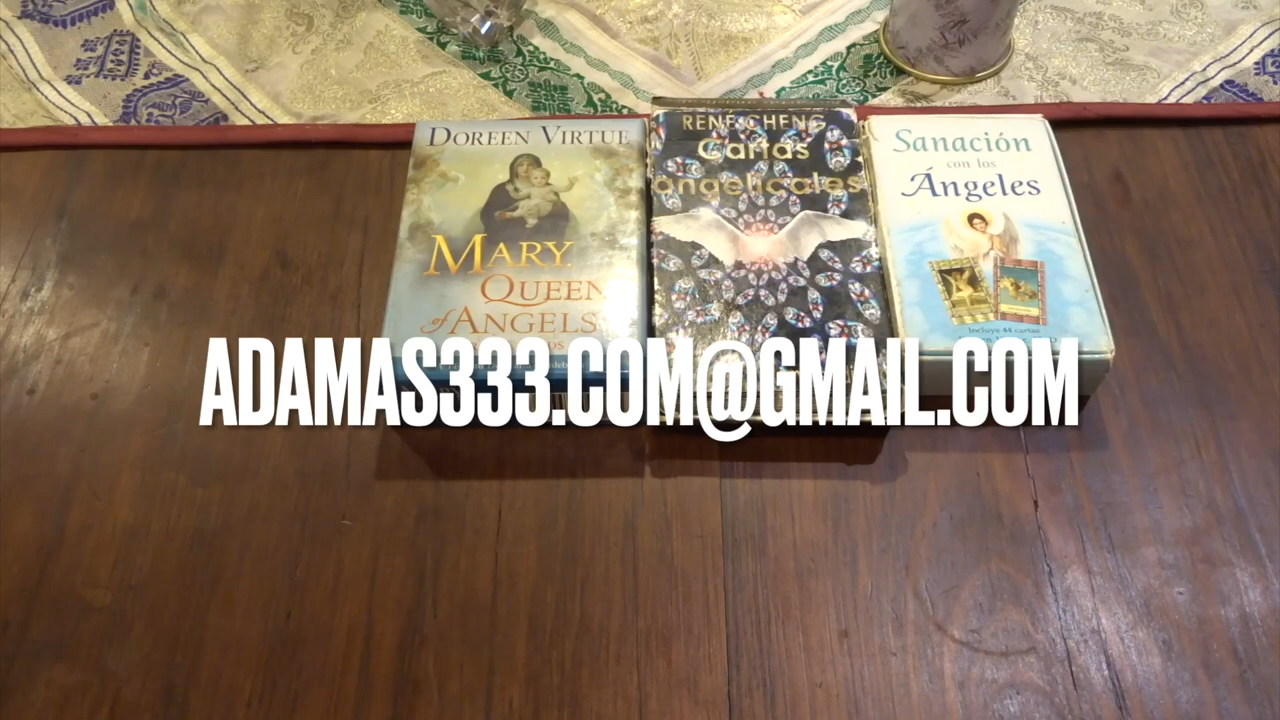 DOREEN VIRTUE
MARY,
QUEEN
of ANGELS
RENÉ CHENG
Cartas
angelicales
Sanación
con los
Ángeles
Incluye 44 cartas
ADAMAS333.COM@GMAIL.COM